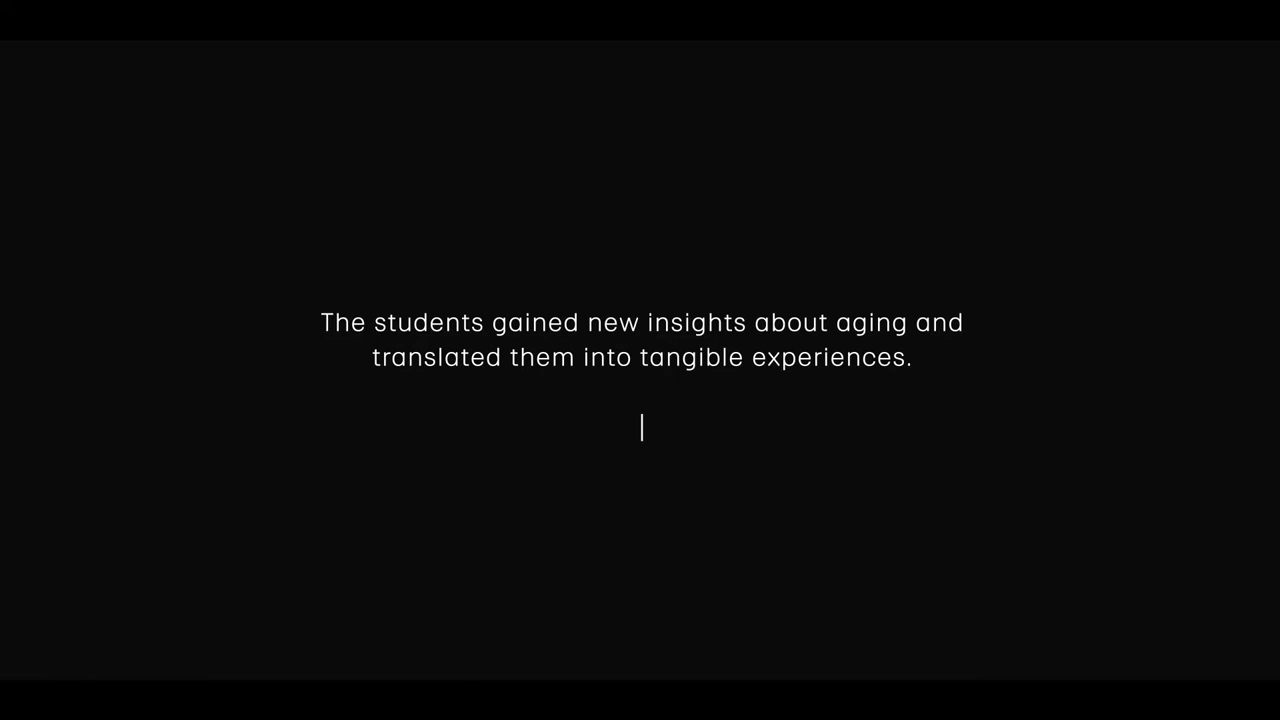 The students gained new insights about aging and
translated them into tangible experiences.